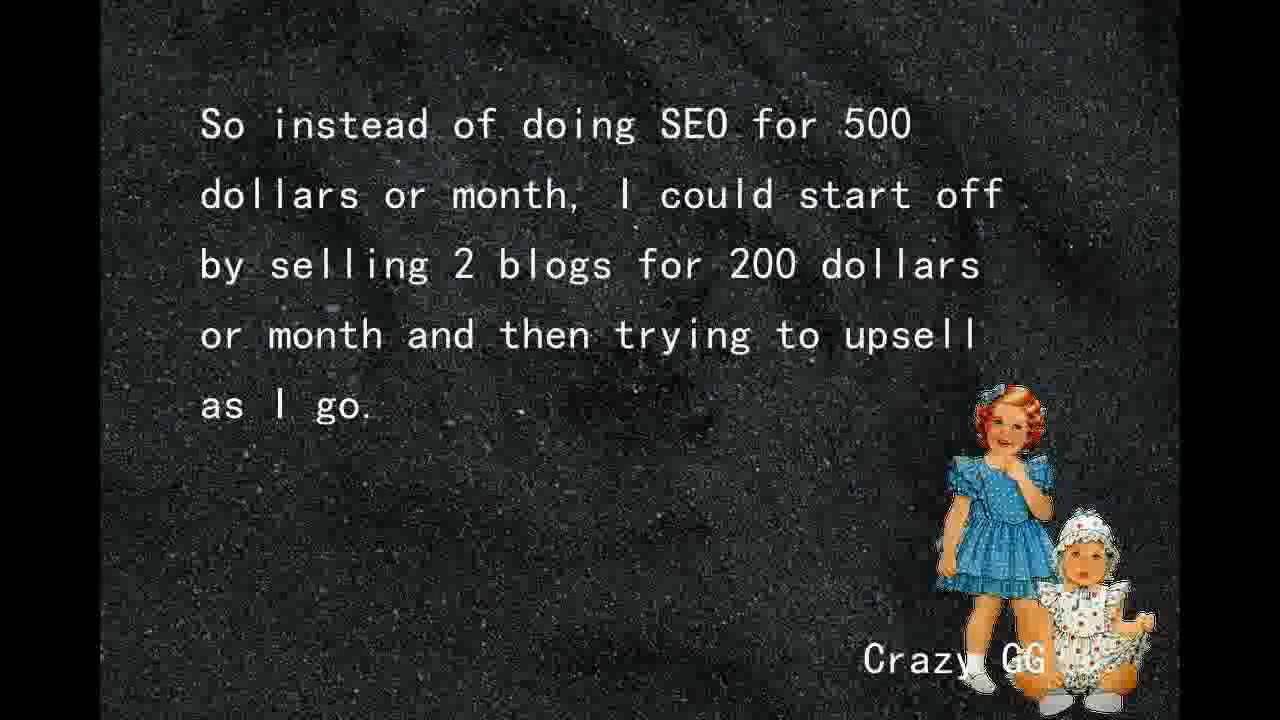 So instead of doing SEO for 500
dollars or month, I could start off
by selling 2 blogs for 200 dollars
or month and then trying to upsell
as I go.
Crazy GG